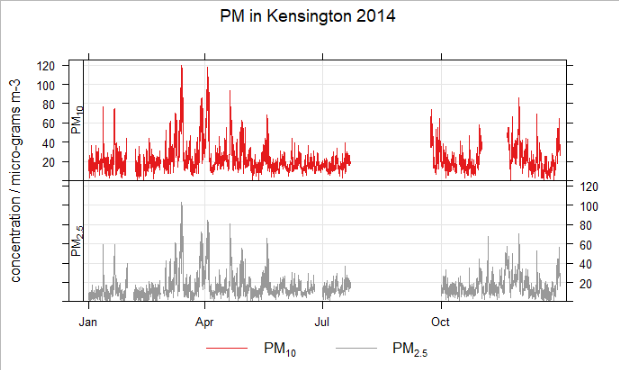 PM in Kensington 2014
concentration / micro-grams m-3
PM10
120
100
80
60
40
20
PM2.5
120
100
80
60
40
20
Jan Apr Jul Oct
PM10 PM2.5